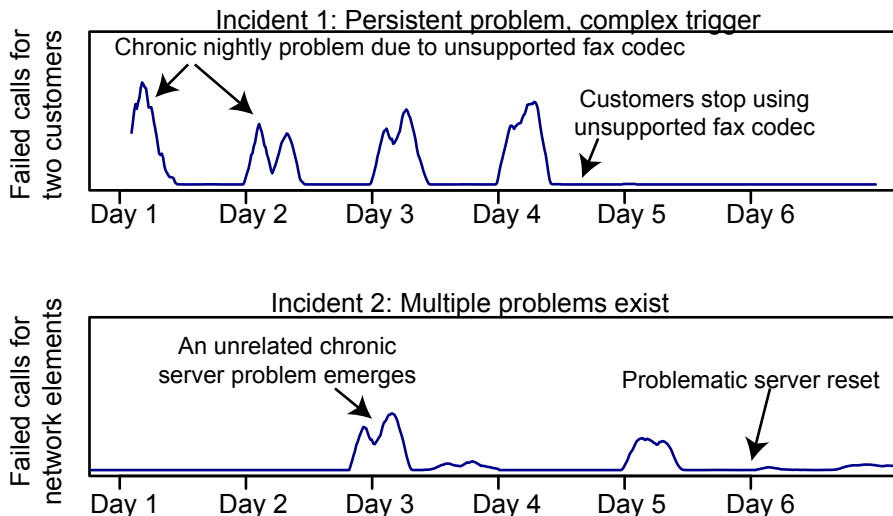 Incident 1: Persistent problem, complex trigger
Failed calls for
two customers
Chronic nightly problem due to unsupported fax codec
Customers stop using
unsupported fax codec
Day 1 Day 2 Day 3 Day 4 Day 5 Day 6
Incident 2: Multiple problems exist
Failed calls for
network elements
An unrelated chronic
server problem emerges
Problematic server reset
Day 1 Day 2 Day 3 Day 4 Day 5 Day 6